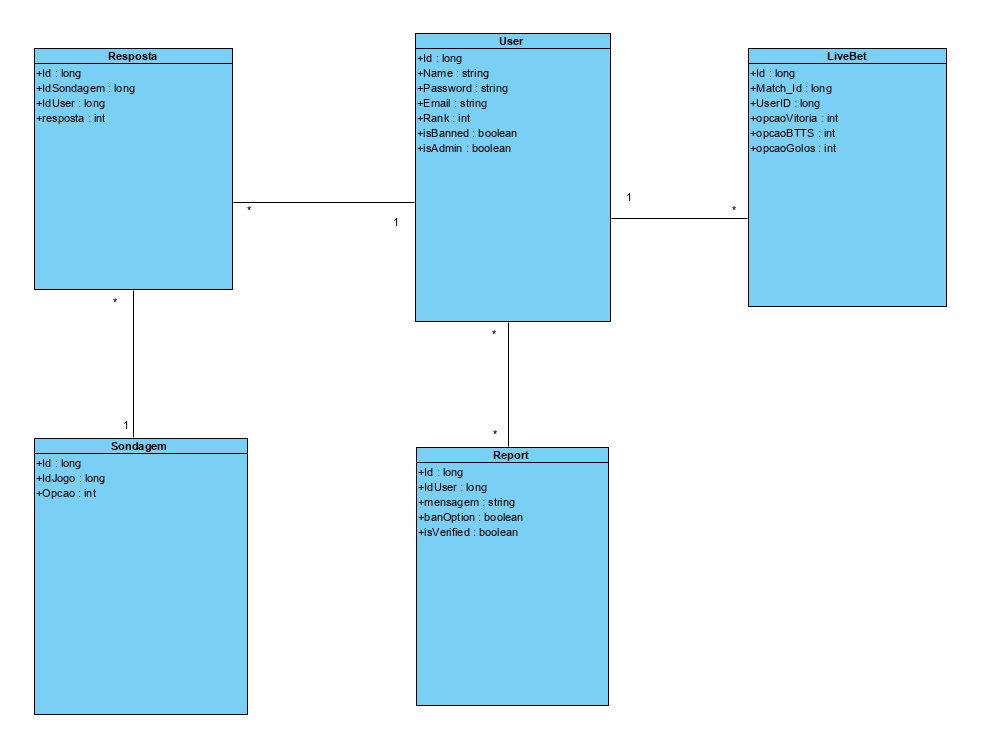 Resposta
+Id : long
+IdSondagem : long
+IdUser : long
+resposta : int
User
+Id : long
+Name : string
+Password : string
+Email : string
+Rank : int
+isBanned : boolean
+isAdmin : boolean
LiveBet
+Id : long
+Match_Id : long
+UserID : long
+opcaoVitoria : int
+opcaoBTTS : int
+opcaoGolos : int
*
1
1
*
*
1
*
*
Sondagem
+Id : long
+IdJogo : long
+Opcao : int
Report
+Id : long
+IdUser : long
+mensagem : string
+banOption : boolean
+isVerified : boolean